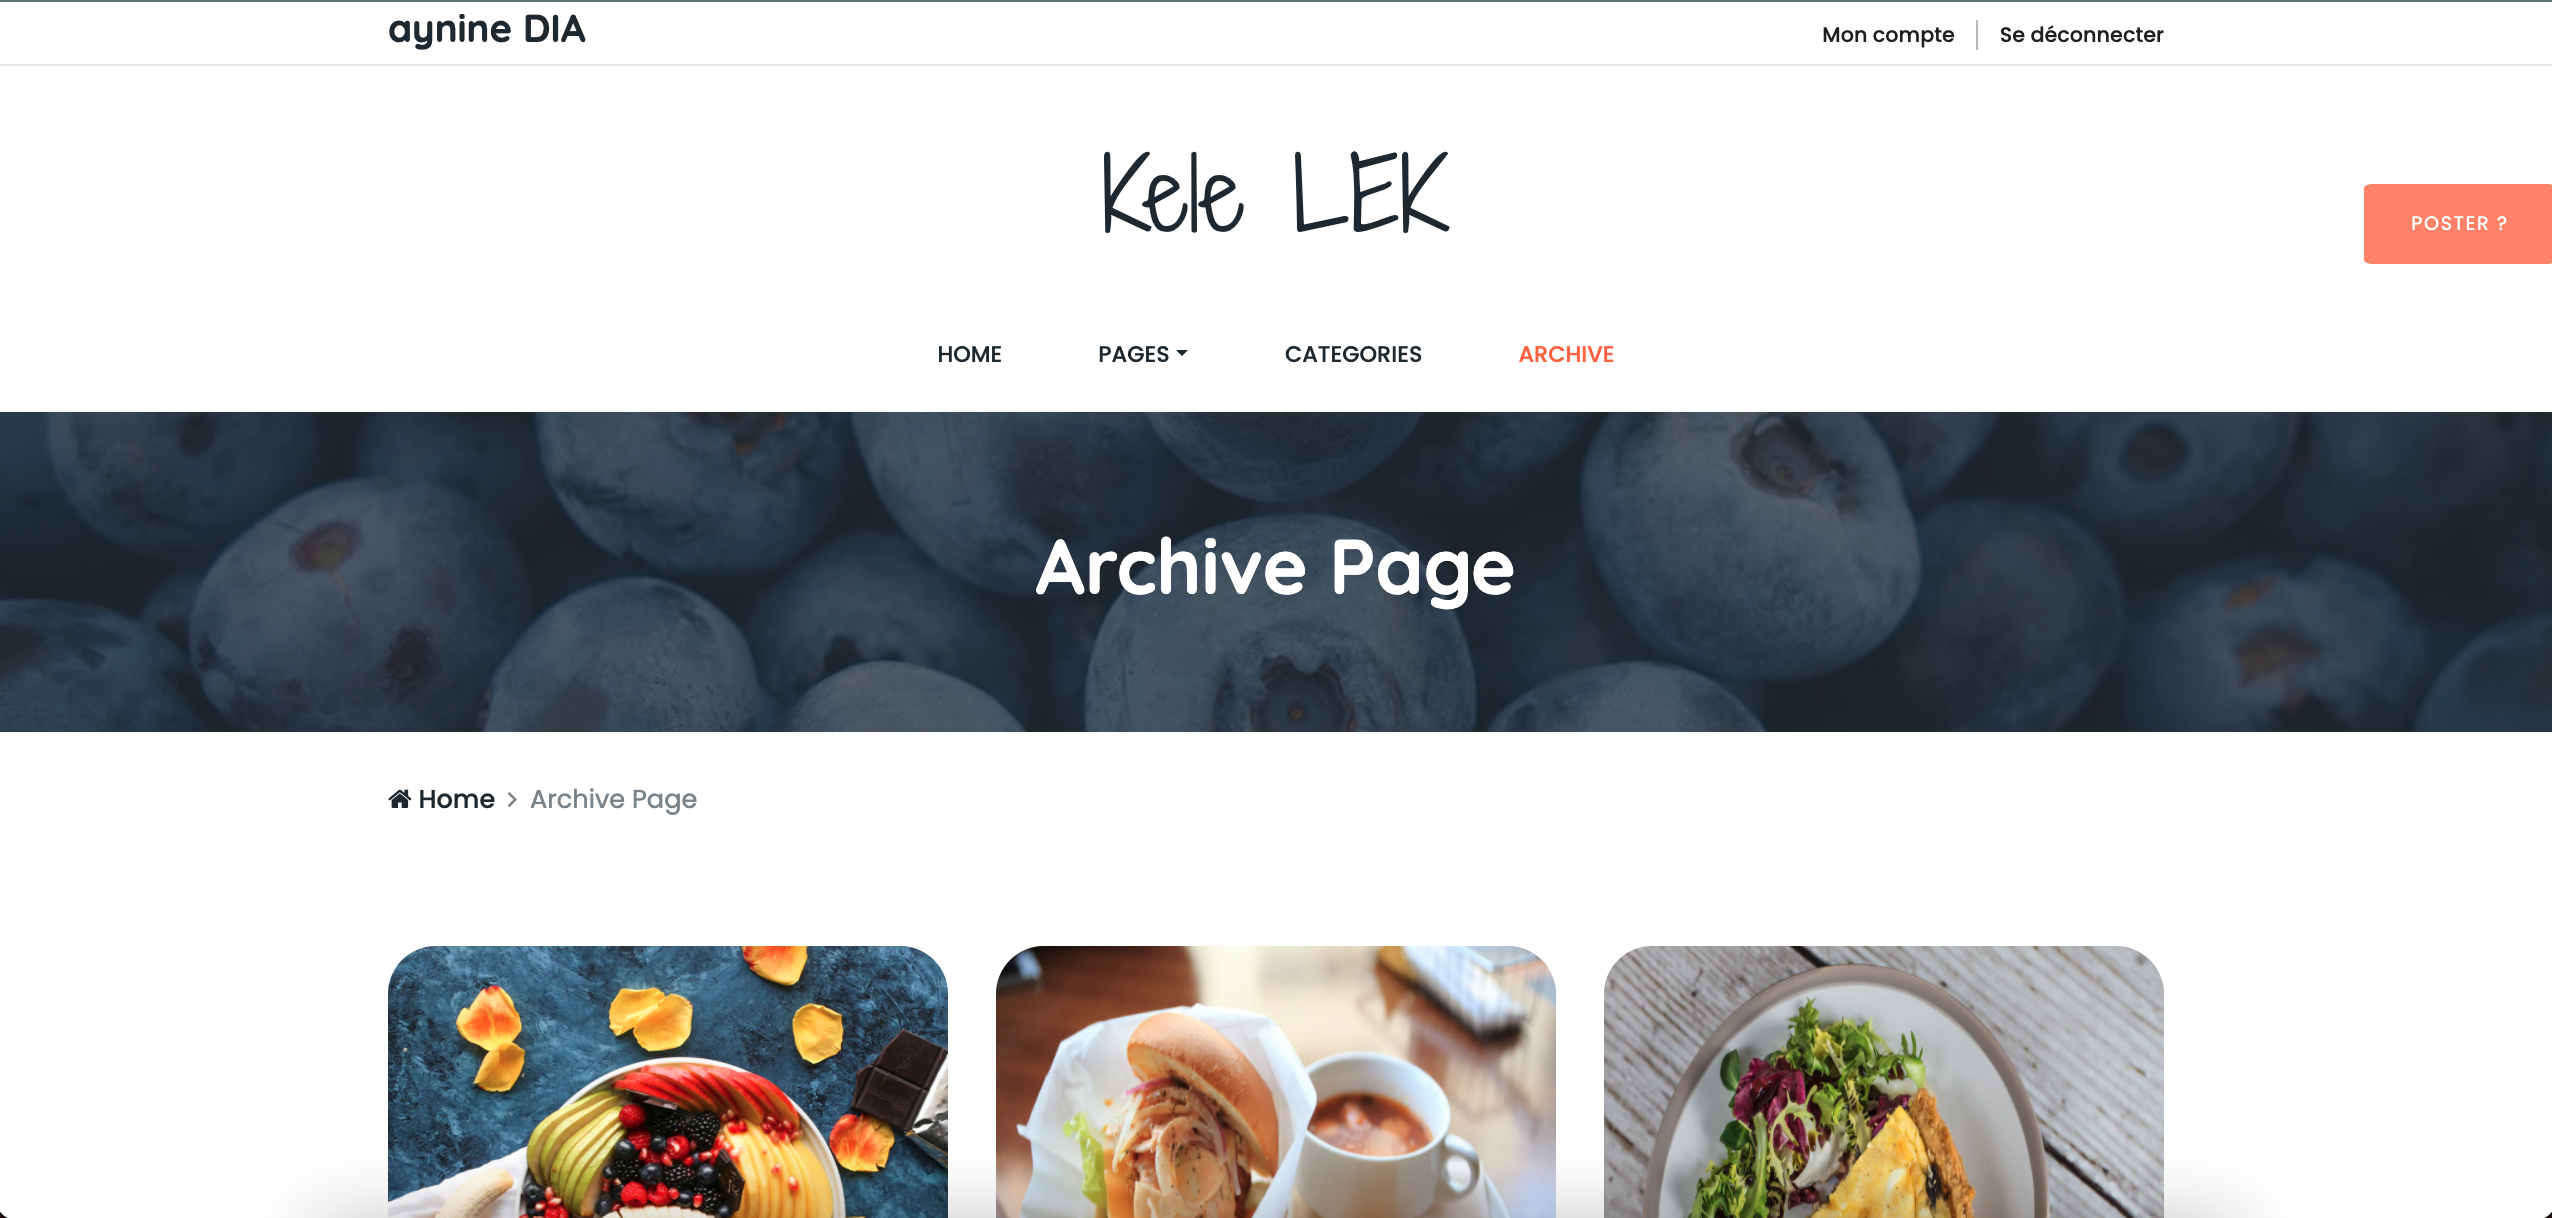 aynine DIA
Mon compte
Se déconnecter
Kele LEK
POSTER ?
HOME
PAGES
CATEGORIES
ARCHIVE
Archive Page
Home > Archive Page